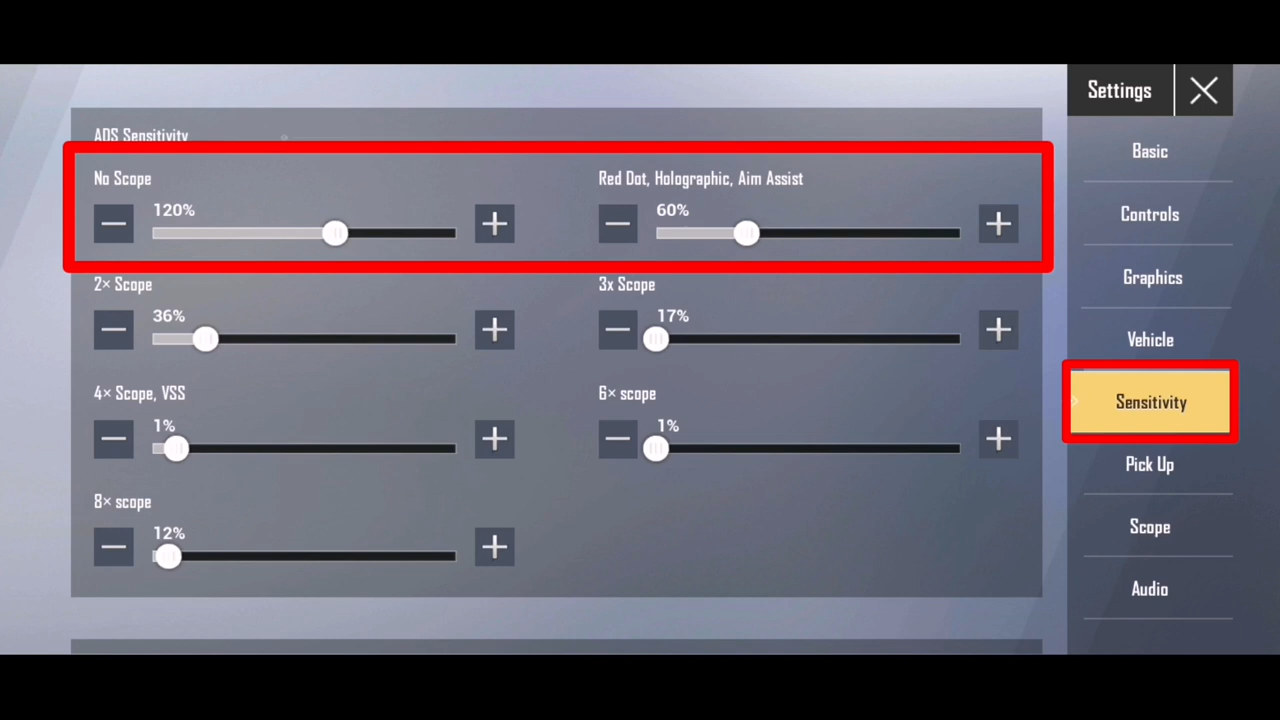 Settings
ADS Sensitivity
No Scope
120%
Red Dot, Holographic, Aim Assist
60%
2× Scope
36%
3x Scope
17%
4× Scope, VSS
1%
6× scope
1%
8× scope
12%
Basic
Controls
Graphics
Vehicle
Sensitivity
Pick Up
Scope
Audio